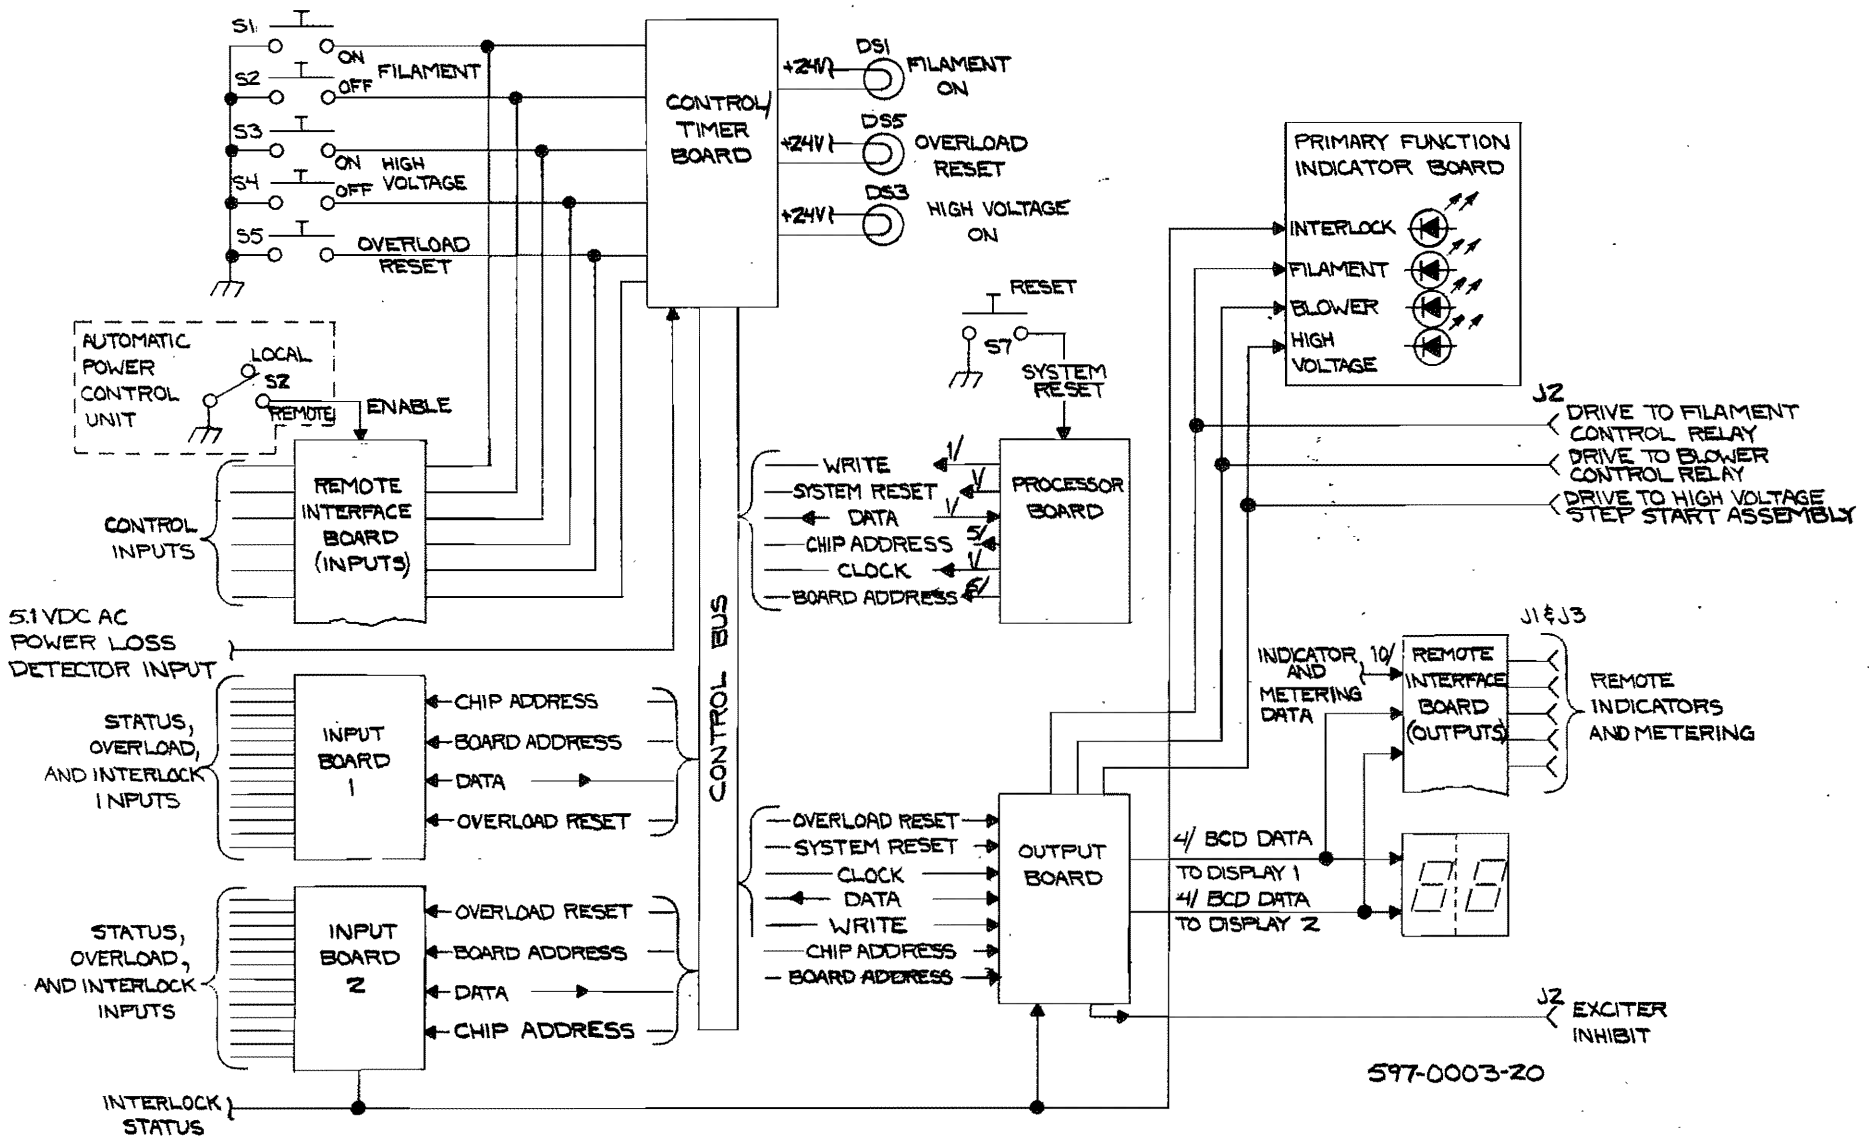 S1
ON
S2
FILAMENT
OFF
S3
ON
HIGH
VOLTAGE
S4
OFF
S5
OVERLOAD
RESET
CONTROL/
TIMER
BOARD
+24V
DS1
FILAMENT
ON
+24V
DS5
OVERLOAD
RESET
+24V
DS3
HIGH VOLTAGE
ON
PRIMARY FUNCTION
INDICATOR BOARD
INTERLOCK
FILAMENT
BLOWER
HIGH
VOLTAGE
AUTOMATIC
POWER
CONTROL
UNIT
LOCAL
S2
REMOTE
ENABLE
RESET
S7
SYSTEM
RESET
J2
DRIVE TO FILAMENT
CONTROL RELAY
DRIVE TO BLOWER
CONTROL RELAY
DRIVE TO HIGH VOLTAGE
STEP START ASSEMBLY
CONTROL
INPUTS
REMOTE
INTERFACE
BOARD
(INPUTS)
WRITE
1/
SYSTEM RESET
1/
DATA
1/
CHIP ADDRESS
5/
CLOCK
1/
BOARD ADDRESS
PROCESSOR
BOARD
5.1 VDC AC
POWER LOSS
DETECTOR INPUT
CONTROL BUS
STATUS,
OVERLOAD,
AND INTERLOCK
INPUTS
INPUT
BOARD
1
CHIP ADDRESS
BOARD ADDRESS
DATA
OVERLOAD RESET
STATUS,
OVERLOAD,
AND INTERLOCK
INPUTS
INPUT
BOARD
2
OVERLOAD RESET
BOARD ADDRESS
DATA
CHIP ADDRESS
INTERLOCK
STATUS
OVERLOAD RESET
SYSTEM RESET
CLOCK
DATA
WRITE
CHIP ADDRESS
BOARD ADDRESS
OUTPUT
BOARD
INDICATOR
AND
METERING
DATA
10/
REMOTE
INTERFACE
BOARD
(OUTPUTS)
J1 & J3
REMOTE
INDICATORS
AND METERING
4/ BCD DATA
TO DISPLAY 1
4/ BCD DATA
TO DISPLAY 2
88
J2
EXCITER
INHIBIT
597-0003-20